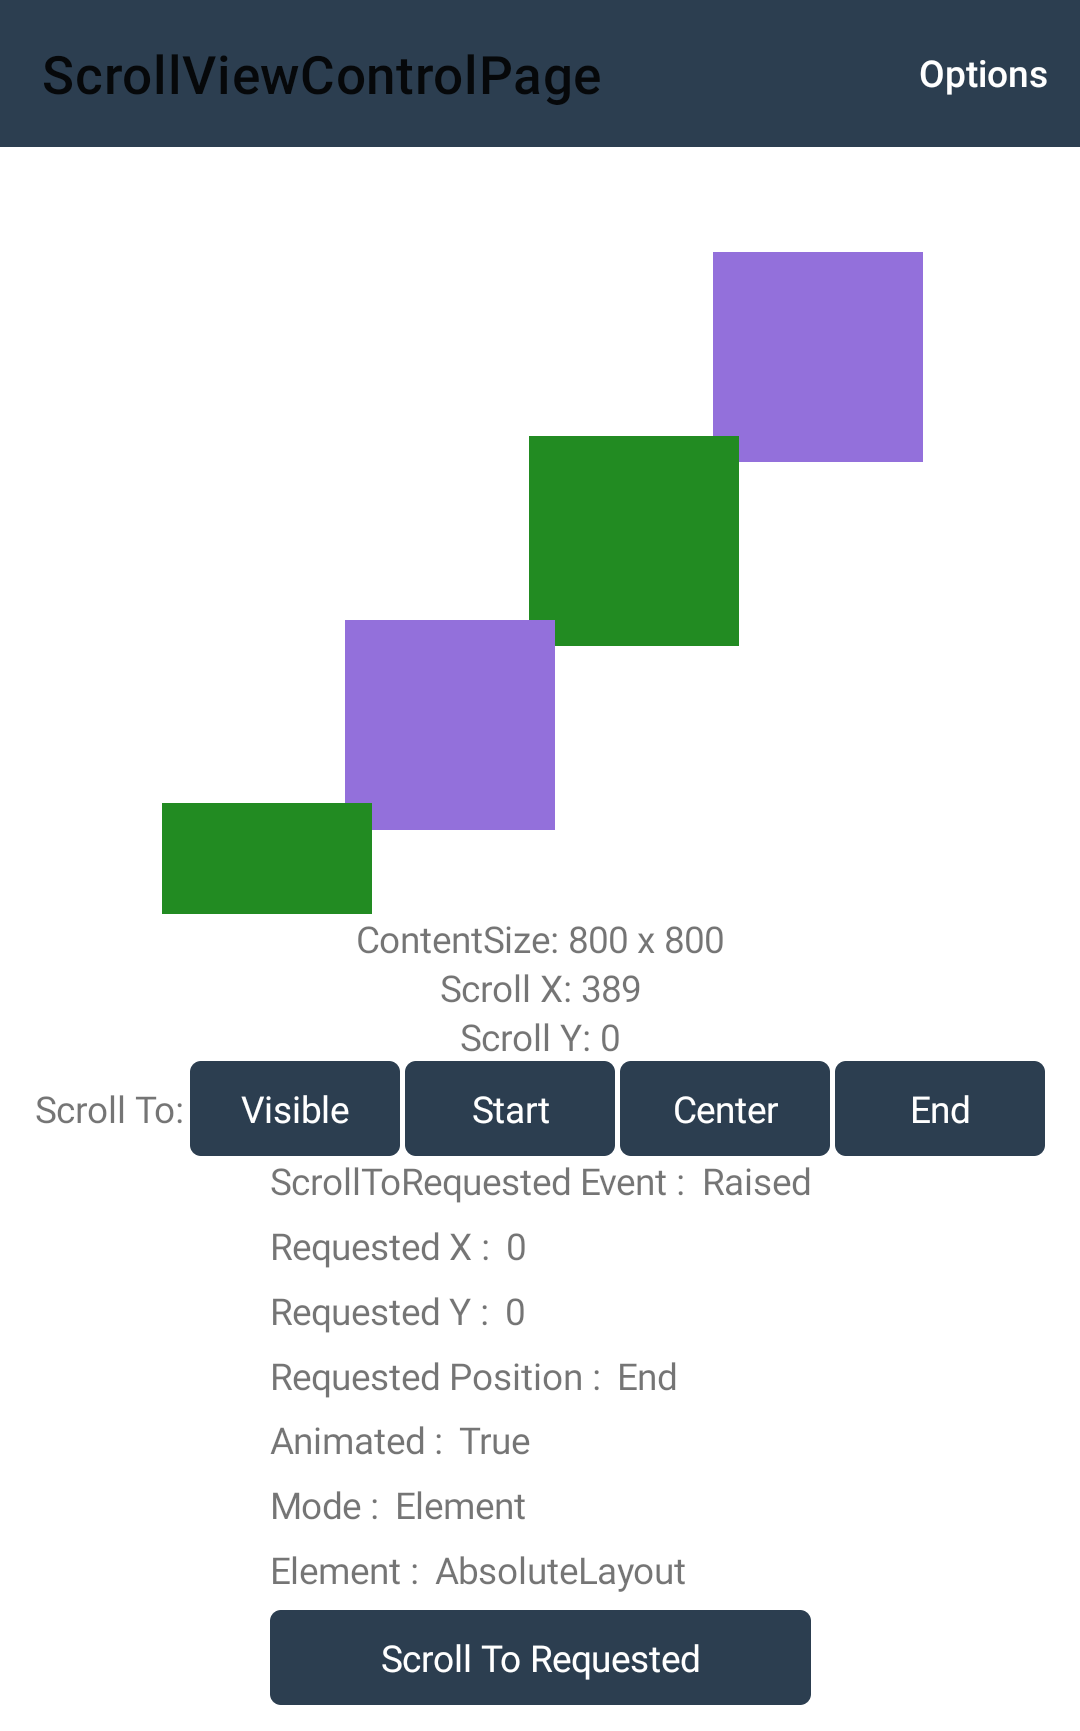 ScrollViewControlPage Options
ContentSize: 800 x 800
Scroll X: 389
Scroll Y: 0
Scroll To: Visible Start Center End
ScrollToRequested Event : Raised
Requested X : 0
Requested Y : 0
Requested Position : End
Animated : True
Mode : Element
Element : AbsoluteLayout
Scroll To Requested